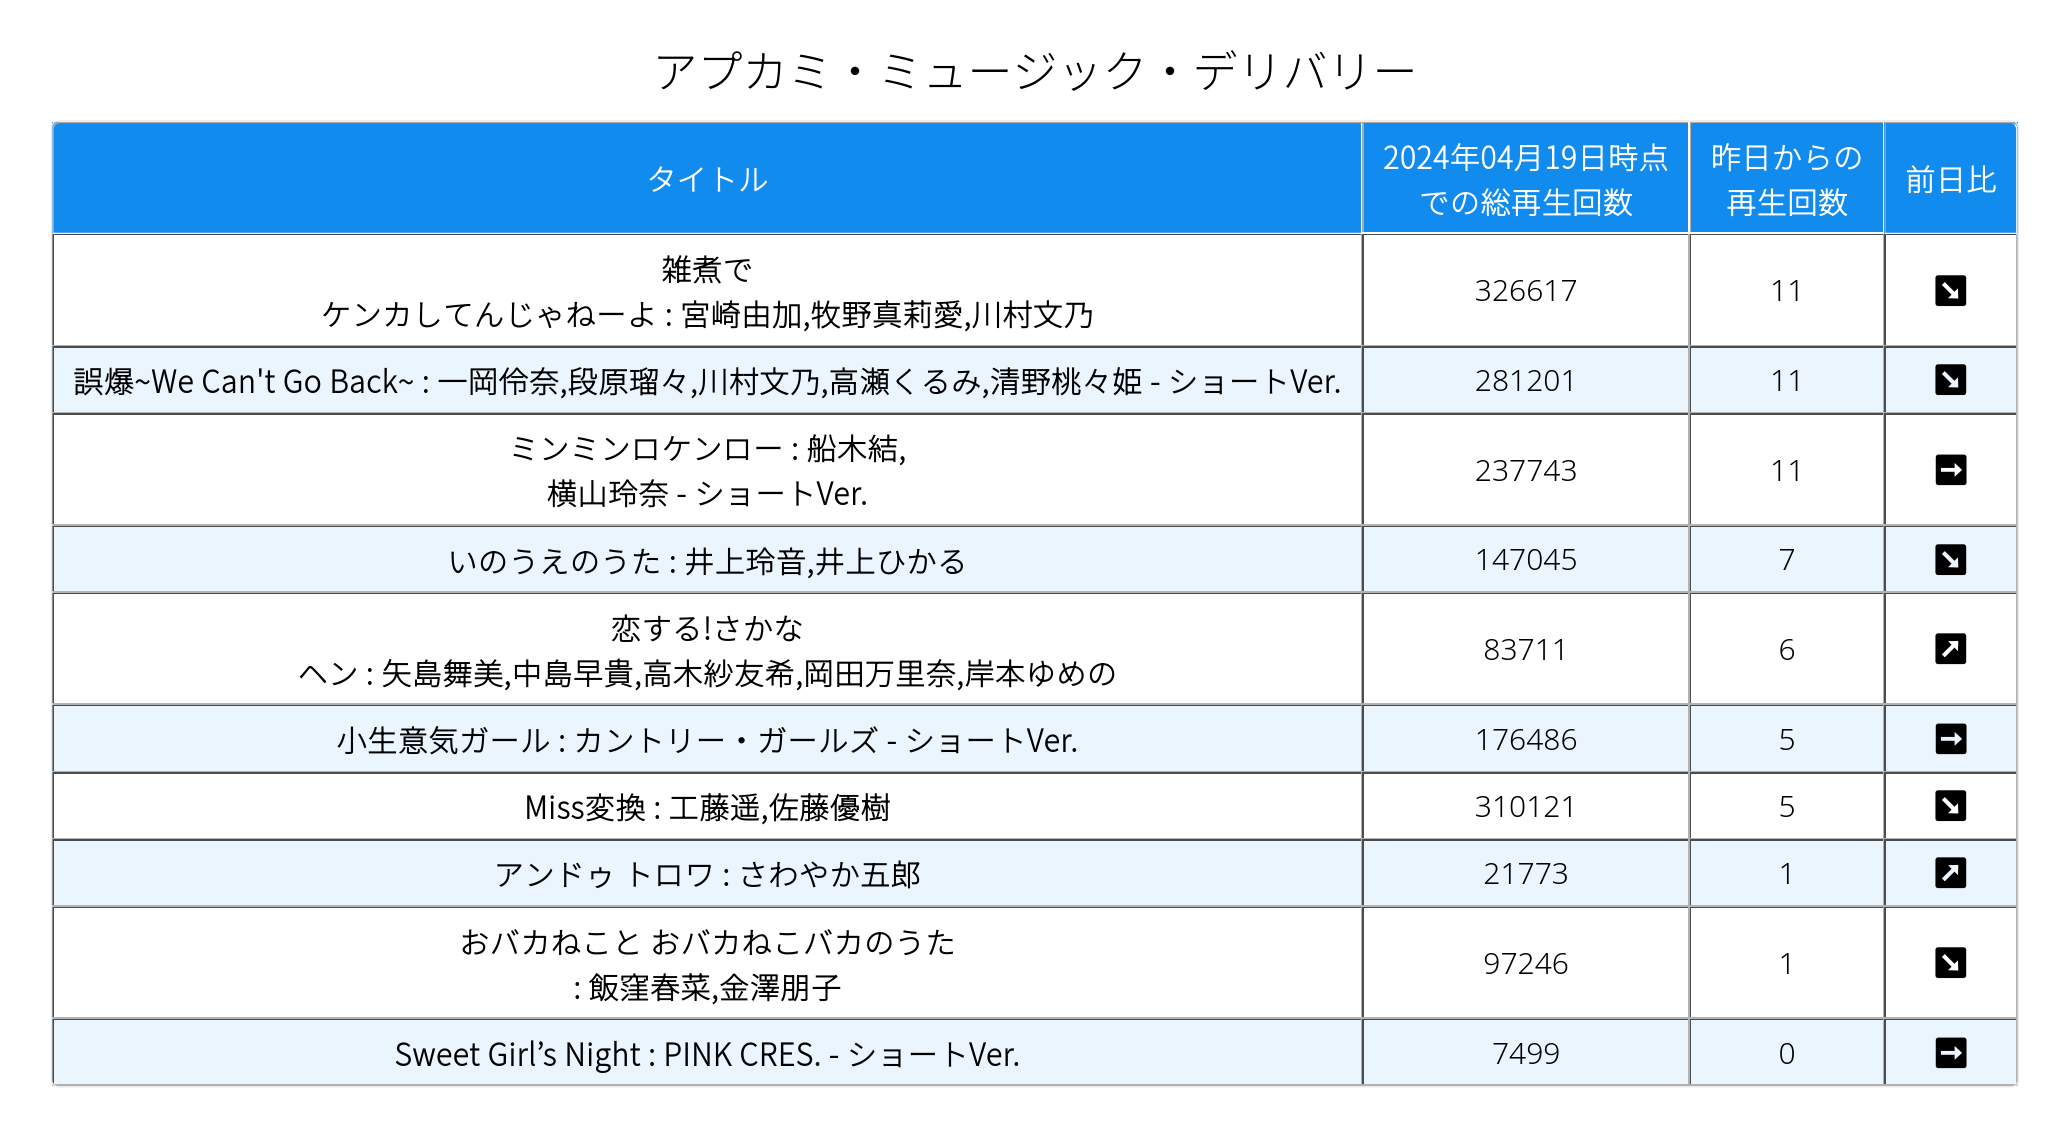 アプカミ・ミュージック・デリバリー
タイトル
2024年04月19日時点
での総再生回数
昨日からの
再生回数
前日比
雑煮で
ケンカしてんじゃねーよ : 宮崎由加,牧野真莉愛,川村文乃
326617
11
誤爆~We Can't Go Back~ : 一岡伶奈,段原瑠々,川村文乃,高瀬くるみ,清野桃々姫 - ショートVer.
281201
11
ミンミンロケンロー : 船木結,
横山玲奈 - ショートVer.
237743
11
いのうえのうた : 井上玲音,井上ひかる
147045
7
恋する!さかな
ヘン : 矢島舞美,中島早貴,高木紗友希,岡田万里奈,岸本ゆめの
83711
6
小生意気ガール : カントリー・ガールズ - ショートVer.
176486
5
Miss変換 : 工藤遥,佐藤優樹
310121
5
アンドゥ トロワ : さわやか五郎
21773
1
おバカねこと おバカねこバカのうた
: 飯窪春菜,金澤朋子
97246
1
Sweet Girl’s Night : PINK CRES. - ショートVer.
7499
0